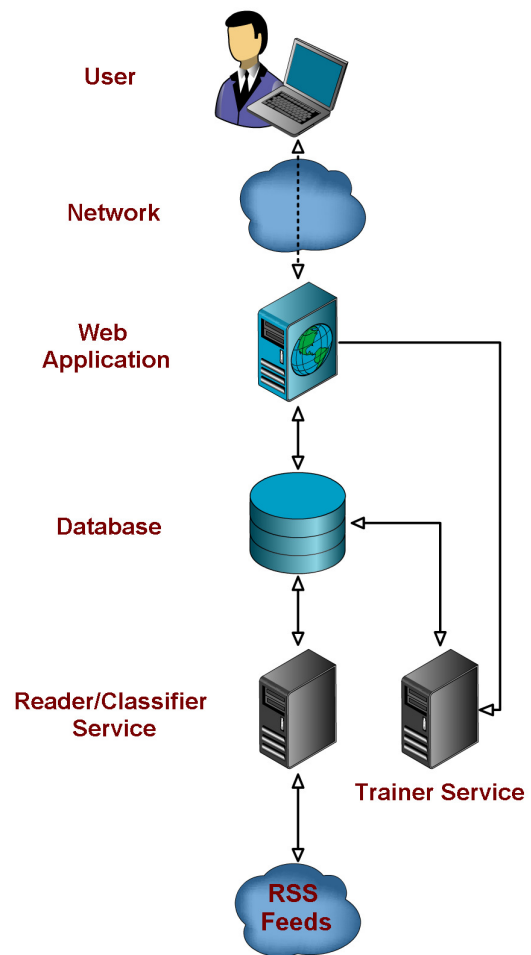 User
Network
Web
Application
Database
Reader/Classifier
Service
Trainer Service
RSS
Feeds